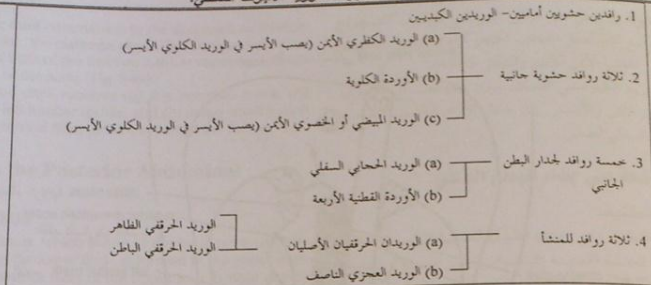 1. رافدين حشويين أماميين- الوريدين الكبديين
(a) الوريد الكظري الأيمن (يصب الأيسر في الوريد الكلوي الأيسر)
2. ثلاثة روافد حشوية جانبية
(b) الأوردة الكلوية
(c) الوريد المبيضي أو الخصوي الأيمن (يصب الأيسر في الوريد الكلوي الأيسر)
3. خمسة روافد لجدار البطن الجانبي
(a) الوريد الحجابي السفلي
(b) الأوردة القطنية الأربعة
4. ثلاثة روافد للمنشأ
(a) الوريدان الحرقفيان الأصليان
الوريد الحرقفي الظاهر
الوريد الحرقفي الباطن
(b) الوريد العجزي الناصف